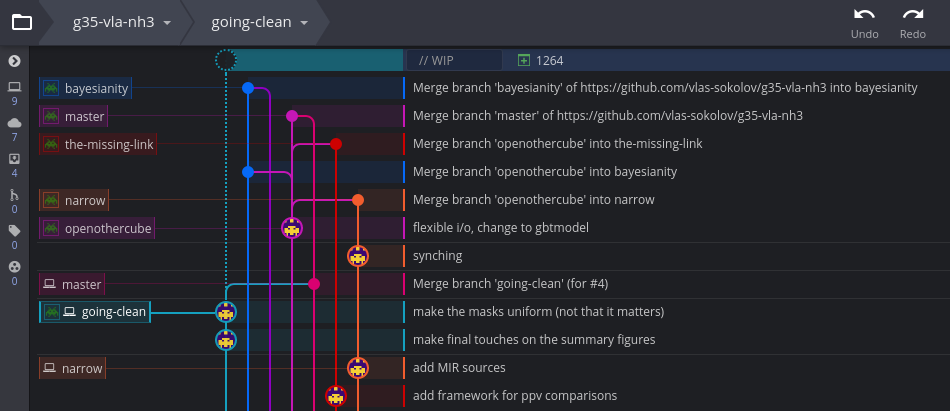 g35-vla-nh3 going-clean Undo Redo
// WIP 1264
bayesianity Merge branch 'bayesianity' of https://github.com/vlas-sokolov/g35-vla-nh3 into bayesianity
9
master Merge branch 'master' of https://github.com/vlas-sokolov/g35-vla-nh3
7
the-missing-link Merge branch 'openothercube' into the-missing-link
4
Merge branch 'openothercube' into bayesianity
narrow Merge branch 'openothercube' into narrow
0
openothercube flexible i/o, change to gbtmodel
0
synching
0
master Merge branch 'going-clean' (for #4)
going-clean make the masks uniform (not that it matters)
make final touches on the summary figures
narrow add MIR sources
add framework for ppv comparisons